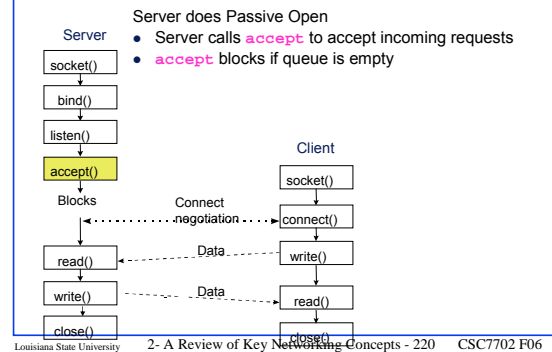 Server does Passive Open
Server
• Server calls accept to accept incoming requests
• accept blocks if queue is empty
socket()
bind()
listen()
accept()
Blocks
Client
socket()
Connect
negotiation
connect()
Data
read()
write()
Data
write()
read()
close()
close()
Louisiana State University 2- A Review of Key Networking Concepts - 220 CSC7702 F06